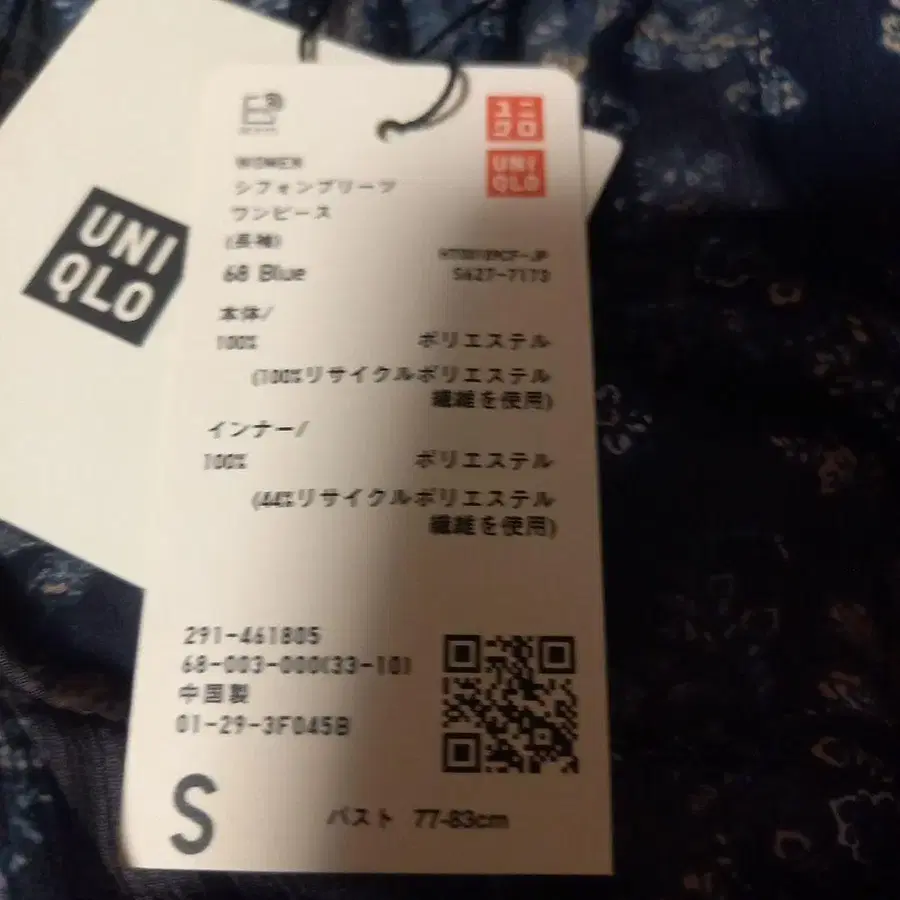 UNI
QLO
ユニ
クロ
UNI
QLO
WOMEN
シフォンプリーツ
ワンピース
(長袖)
68 Blue
5627-7173
本体/
100% ポリエステル
(100%リサイクルポリエステル
繊維を使用)
インナー/
100% ポリエステル
(44%リサイクルポリエステル
繊維を使用)
291-461805
68-003-000(33-10)
中国製
01-29-3F045B
S
バスト 77-83cm